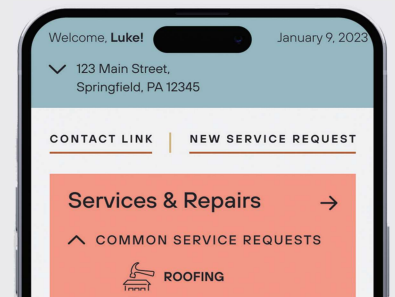 Welcome, Luke!
January 9, 2023
123 Main Street,
Springfield, PA 12345
CONTACT LINK
NEW SERVICE REQUEST
Services & Repairs
COMMON SERVICE REQUESTS
ROOFING